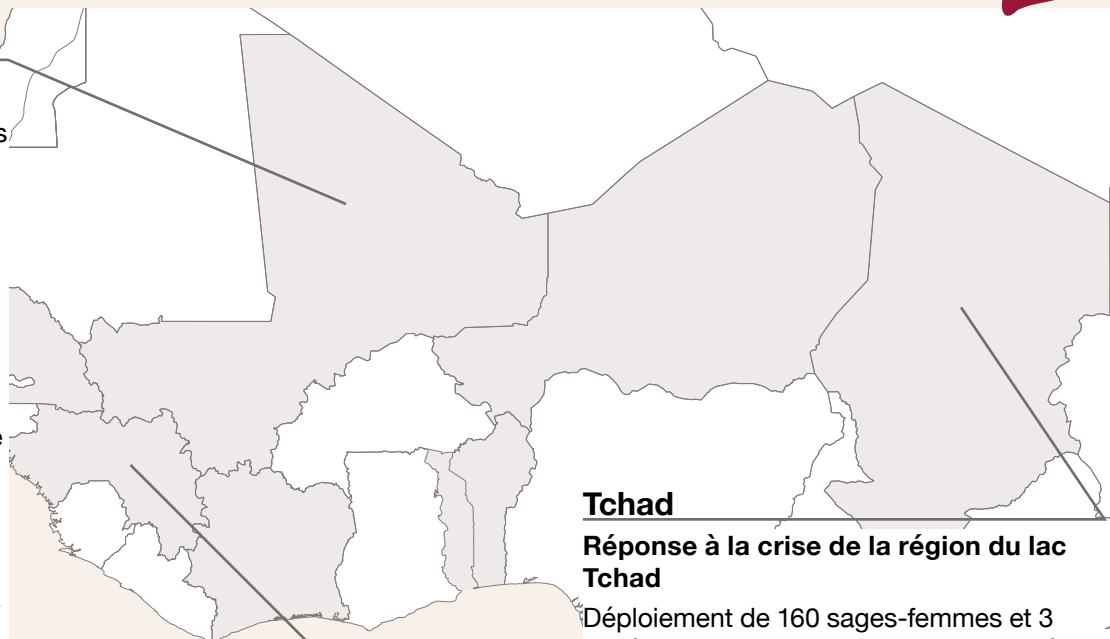 s
e
Tchad
Réponse à la crise de la région du lac
Tchad
Déploiement de 160 sages-femmes et 3